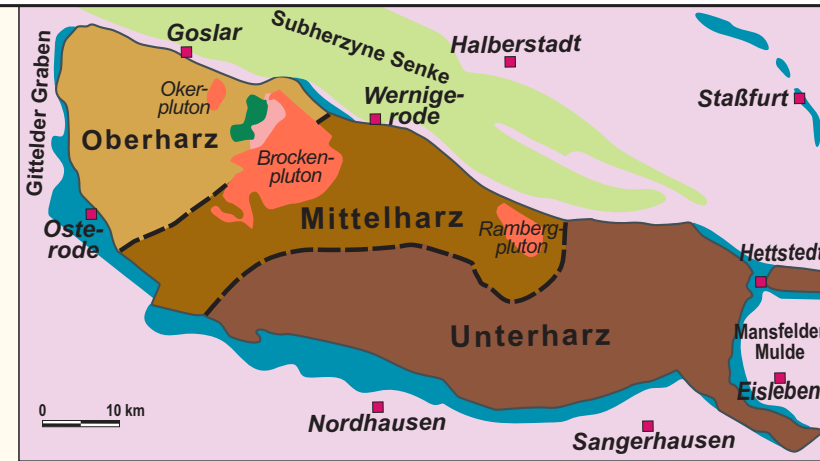 Goslar
Subherzyne Senke
Halberstadt
Gittelder Graben
Oker-
pluton
Wernige-
rode
Staßfurt
Oberharz
Brocken-
pluton
Oste-
rode
Mittelharz
Ramberg-
pluton
Hettstedt
Unterharz
Mansfelder
Mulde
Eisleben
0 10 km
Nordhausen
Sangerhausen